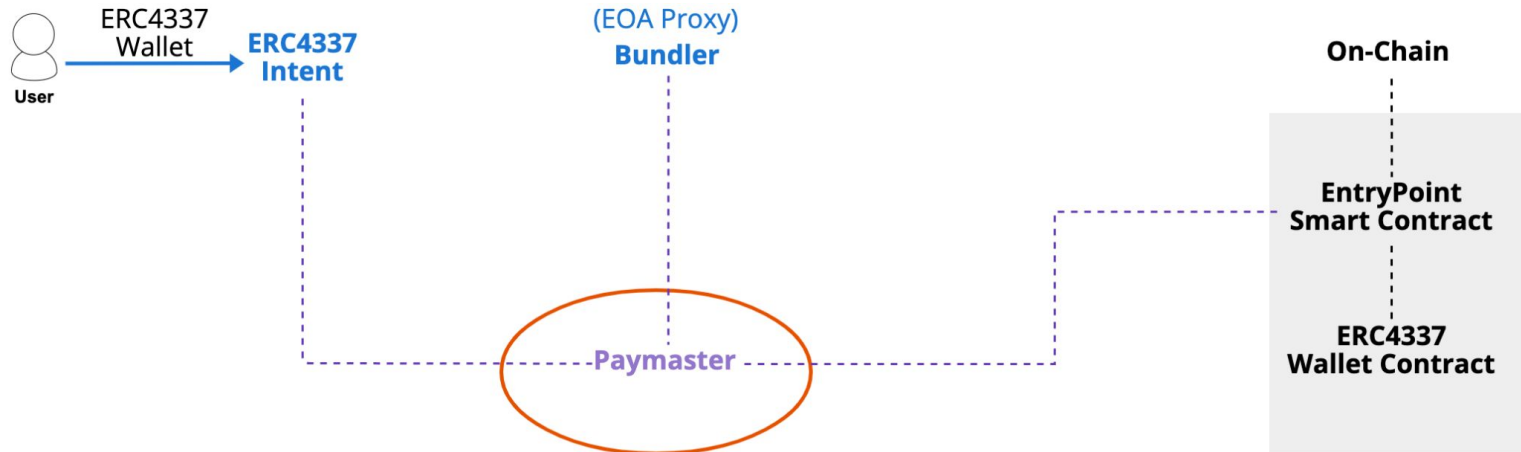 ERC4337
Wallet
User
ERC4337
Intent
(EOA Proxy)
Bundler
On-Chain
EntryPoint
Smart Contract
Paymaster
ERC4337
Wallet Contract